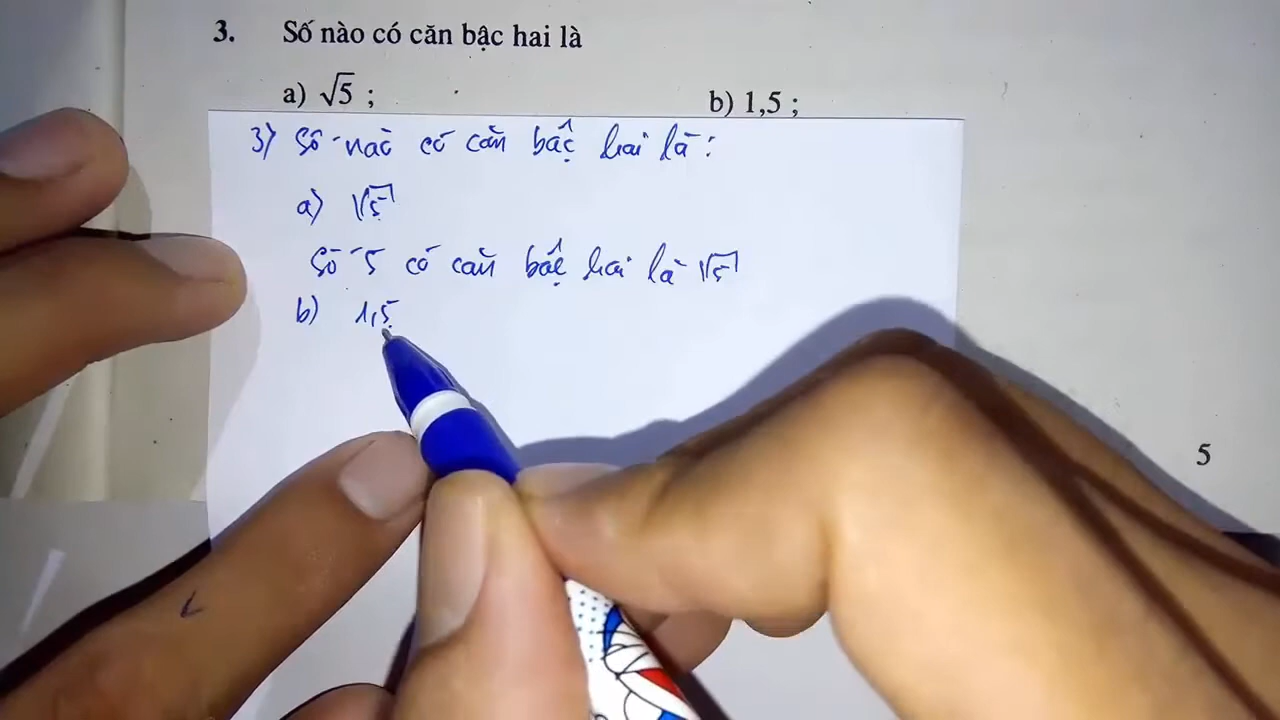 3. Số nào có căn bậc hai là
a) √5 ; b) 1,5 ;
3) Số nào có căn bậc hai là :
a) √5
Số 5 có căn bậc hai là √5
b) 1,5
5